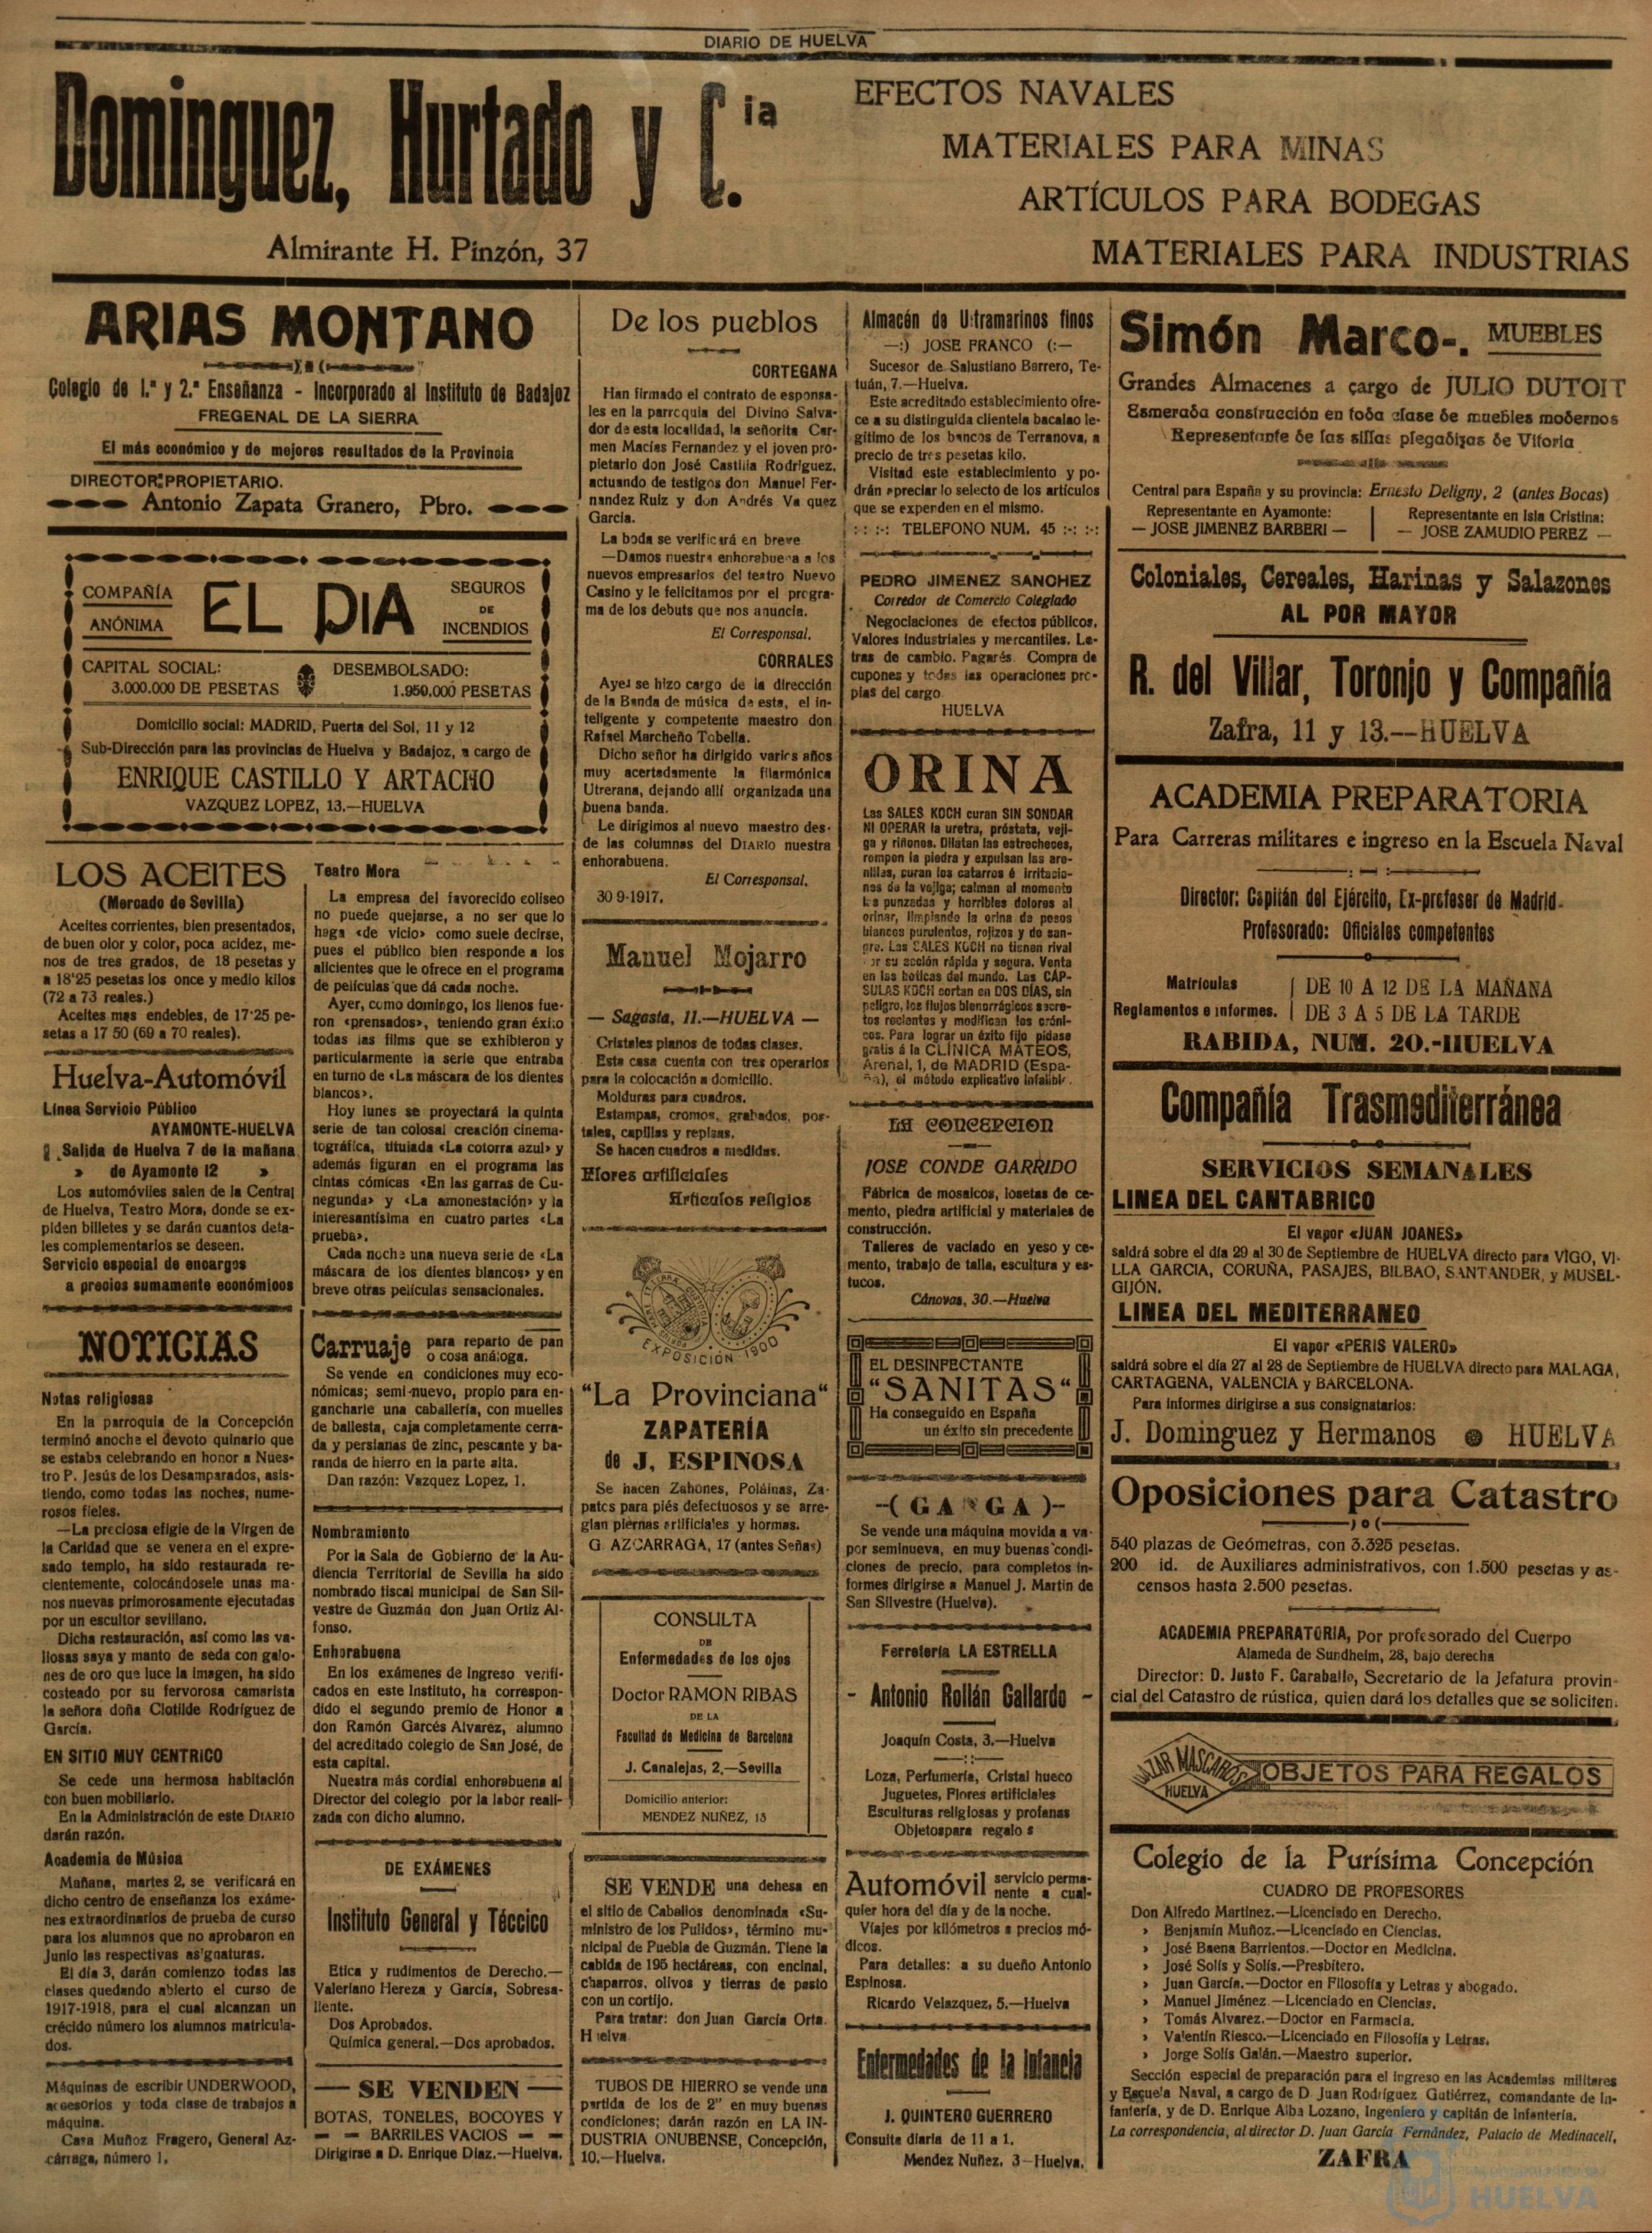 DIARIO DE HUELVA
Dominguez, Hurtado y C.ia
Almirante H. Pinzón, 37
EFECTOS NAVALES
MATERIALES PARA MINAS
ARTÍCULOS PARA BODEGAS
MATERIALES PARA INDUSTRIAS
ARIAS MONTANO
Colegio de 1.ª y 2.ª Enseñanza - Incorporado al Instituto de Badajoz
FREGENAL DE LA SIERRA
El más económico y de mejores resultados de la Provincia
DIRECTOR PROPIETARIO.
Antonio Zapata Granero, Pbro.
COMPAÑÍA
ANÓNIMA
EL DIA
SEGUROS
DE
INCENDIOS
CAPITAL SOCIAL:
3.000.000 DE PESETAS
DESEMBOLSADO:
1.950.000 PESETAS
Domicilio social: MADRID, Puerta del Sol, 11 y 12
Sub-Dirección para las provincias de Huelva y Badajoz, a cargo de
ENRIQUE CASTILLO Y ARTACHO
VAZQUEZ LOPEZ, 13.—HUELVA
LOS ACEITES
(Mercado de Sevilla)
Aceites corrientes, bien presentados,
de buen olor y color, poca acidez, me-
nos de tres grados, de 18 pesetas y
a 18'25 pesetas los once y medio kilos
(72 a 73 reales.)
Aceites mas endebles, de 17'25 pe-
setas a 17 50 (69 a 70 reales).
Huelva-Automóvil
Línea Servicio Público
AYAMONTE-HUELVA
Salida de Huelva 7 de la mañana
» de Ayamonte 12 »
Los automóviles salen de la Central
de Huelva, Teatro Mora, donde se ex-
piden billetes y se darán cuantos deta-
les complementarios se deseen.
Servicio especial de encargos
a precios sumamente económicos
NOTICIAS
Notas religiosas
En la parroquia de la Concepción
terminó anoche el devoto quinario que
se estaba celebrando en honor a Nues-
tro P. Jesús de los Desamparados, asis-
tiendo, como todas las noches, nume-
rosos fieles.
—La preciosa efigie de la Virgen de
la Caridad que se venera en el expre-
sado templo, ha sido restaurada re-
cientemente, colocándosele unas ma-
nos nuevas primorosamente ejecutadas
por un escultor sevillano.
Dicha restauración, así como las va-
liosas saya y manto de seda con galo-
nes de oro que luce la imagen, ha sido
costeado por su fervorosa camarista
la señora doña Clotilde Rodríguez de
García.
EN SITIO MUY CENTRICO
Se cede una hermosa habitación
con buen mobiliario.
En la Administración de este DIARIO
darán razón.
Academia de Música
Mañana, martes 2, se verificará en
dicho centro de enseñanza los exáme-
nes extraordinarios de prueba de curso
para los alumnos que no aprobaron en
Junio las respectivas asignaturas.
El día 3, darán comienzo todas las
clases quedando abierto el curso de
1917-1918, para el cual alcanzan un
crécido número los alumnos matricula-
dos.
Máquinas de escribir UNDERWOOD,
accesorios y toda clase de trabajos a
máquina.
Casa Muñoz Fragero, General Az-
cárraga, número 1.
Teatro Mora
La empresa del favorecido coliseo
no puede quejarse, a no ser que lo
haga «de vicio» como suele decirse,
pues el público bien responde a los
alicientes que le ofrece en el programa
de películas que dá cada noche.
Ayer, como domingo, los llenos fue-
ron «prensados», teniendo gran éxito
todas las films que se exhibieron y
particularmente la serie que entraba
en turno de «La máscara de los dientes
blancos».
Hoy lunes se proyectará la quinta
serie de tan colosal creación cinema-
tográfica, titulada «La cotorra azul» y
además figuran en el programa las
cintas cómicas «En las garras de Cu-
negunda» y «La amonestación» y la
interesantísima en cuatro partes «La
prueba».
Cada noche una nueva serie de «La
máscara de los dientes blancos» y en
breve otras películas sensacionales.
Carruaje para reparto de pan
o cosa análoga.
Se vende en condiciones muy eco-
nómicas; semi-nuevo, propio para en-
gancharle una caballería, con muelles
de ballesta, caja completamente cerra-
da y persianas de zinc, pescante y ba-
randa de hierro en la parte alta.
Dan razón: Vazquez Lopez, 1.
Nombramiento
Por la Sala de Gobierno de la Au-
diencia Territorial de Sevilla ha sido
nombrado fiscal municipal de San Sil-
vestre de Guzmán don Juan Ortiz Al-
fonso.
Enhorabuena
En los exámenes de ingreso verifi-
cados en este Instituto, ha correspon-
dido el segundo premio de Honor a
don Ramón Garcés Alvarez, alumno
del acreditado colegio de San José, de
esta capital.
Nuestra más cordial enhorabuena al
Director del colegio por la labor reali-
zada con dicho alumno.
DE EXÁMENES
Instituto General y Téccico
Etica y rudimentos de Derecho.—
Valeriano Hereza y García, Sobresa-
liente.
Dos Aprobados.
Química general.—Dos aprobados.
— SE VENDEN —
BOTAS, TONELES, BOCOYES Y
— — BARRILES VACIOS — —
Dirigirse a D. Enrique Díaz.—Huelva.
De los pueblos
CORTEGANA
Han firmado el contrato de esponsa-
les en la parroquia del Divino Salva-
dor de esta localidad, la señorita Car-
men Macías Fernandez y el joven pro-
pietario don José Castilla Rodríguez,
actuando de testigos don Manuel Fer-
nandez Ruiz y don Andrés Va quez
García.
La boda se verificará en breve
—Damos nuestra enhorabuena a los
nuevos empresarios del teatro Nuevo
Casino y le felicitamos por el progra-
ma de los debuts que nos anuncia.
El Corresponsal.
CORRALES
Ayer se hizo cargo de la dirección
de la Banda de música de esta, el in-
teligente y competente maestro don
Rafael Marcheño Tobella.
Dicho señor ha dirigido varios años
muy acertadamente la filarmónica
Utrerana, dejando allí organizada una
buena banda.
Le dirigimos al nuevo maestro des-
de las columnas del DIARIO nuestra
enhorabuena.
El Corresponsal.
30 9-1917.
Manuel Mojarro
— Sagasta, 11.—HUELVA —
Cristales planos de todas clases.
Esta casa cuenta con tres operarios
para la colocación a domicilio.
Molduras para cuadros.
Estampas, cromos, grabados, pos-
tales, capillas y repisas.
Se hacen cuadros a medidas.
Flores artificiales
Artículos religios
EXPOSICIÓN 1900
"La Provinciana"
ZAPATERÍA
de J. ESPINOSA
Se hacen Zahones, Poláinas, Za-
patos para piés defectuosos y se arre-
glan piernas artificiales y hormas.
G. AZCARRAGA, 17 (antes Señas)
CONSULTA
DE
Enfermedades de los ojos
Doctor RAMON RIBAS
DE LA
Facultad de Medicina de Barcelona
J. Canalejas, 2.—Sevilla
Domicilio anterior:
MENDEZ NUÑEZ, 13
SE VENDE una dehesa en
el sitio de Caballos denominada «Su-
ministro de los Pulidos», término mu-
nicipal de Puebla de Guzmán. Tiene la
cabida de 195 hectáreas, con encinal,
chaparros, olivos y tierras de pasto
con un cortijo.
Para tratar: don Juan García Orta.
Huelva
TUBOS DE HIERRO se vende una
partida de los de 2" en muy buenas
condiciones; darán razón en LA IN-
DUSTRIA ONUBENSE, Concepción,
10.—Huelva.
Almacén de Ultramarinos finos
—:) JOSE FRANCO (:—
Sucesor de Salustiano Barrero, Te-
tuán, 7.—Huelva.
Este acreditado establecimiento ofre-
ce a su distinguida clientela bacalao le-
gítimo de los bancos de Terranova, a
precio de tres pesetas kilo.
Visitad este establecimiento y po-
drán apreciar lo selecto de los artículos
que se expenden en el mismo.
: : :-: TELEFONO NUM. 45 :-: :-:
PEDRO JIMENEZ SANCHEZ
Corredor de Comercio Colegiado
Negociaciones de efectos públicos.
Valores industriales y mercantiles. Le-
tras de cambio. Pagarés. Compra de
cupones y todas las operaciones pro-
pias del cargo.
HUELVA
ORINA
Las SALES KOCH curan SIN SONDAR
NI OPERAR la uretra, próstata, veji-
ga y riñones. Dilatan las estrecheces,
rompen la piedra y expulsan las are-
nillas, curan los catarros é irritacio-
nes de la vejiga; calman al momento
las punzadas y horribles dolores al
orinar, limpiando la orina de posos
blancos purulentos, rojizos y de san-
gre. Las SALES KOCH no tienen rival
por su acción rápida y segura. Venta
en las boticas del mundo. Las CÁP-
SULAS KOCH cortan en DOS DÍAS, sin
peligro, los flujos blenorrágicos secre-
tos recientes y modifican los cróni-
cos. Para lograr un éxito fijo pídase
gratis á la CLÍNICA MATEOS,
Arenal, 1, de MADRID (Espa-
ña), el método explicativo infalible.
LA CONCEPCION
JOSE CONDE GARRIDO
Fábrica de mosaicos, losetas de ce-
mento, piedra artificial y materiales de
construcción.
Talleres de vaciado en yeso y ce-
mento, trabajo de talla, escultura y es-
tucos.
Cánovas, 30.—Huelva
EL DESINFECTANTE
"SANITAS"
Ha conseguido en España
un éxito sin precedente
-( GANGA )-
Se vende una máquina movida a va-
por seminueva, en muy buenas condi-
ciones de precio, para completos in-
formes dirigirse a Manuel J. Martin de
San Silvestre (Huelva).
Ferretería LA ESTRELLA
- Antonio Rollán Gallardo -
Joaquín Costa, 3.—Huelva
Loza, Perfumería, Cristal hueco
Juguetes, Flores artificiales
Esculturas religiosas y profanas
Objetospara regalo s
Automóvil servicio perma-
nente a cual-
quier hora del día y de la noche.
Viajes por kilómetros a precios mó-
dicos.
Para detalles: a su dueño Antonio
Espinosa.
Ricardo Velazquez, 5.—Huelva
Enfermedades de la Infancia
J. QUINTERO GUERRERO
Consulta diaria de 11 a 1.
Mendez Nuñez, 3—Huelva.
Simón Marco-. MUEBLES
Grandes Almacenes a cargo de JULIO DUTOIT
Esmerada construcción en toda clase de muebles modernos
Representante de las sillas plegadizas de Vitoria
Central para España y su provincia: Ernesto Deligny, 2 (antes Bocas)
Representante en Ayamonte:
— JOSE JIMENEZ BARBERI —
Representante en Isla Cristina:
— JOSE ZAMUDIO PEREZ —
Coloniales, Cereales, Harinas y Salazones
AL POR MAYOR
R. del Villar, Toronjo y Compañía
Zafra, 11 y 13.--HUELVA
ACADEMIA PREPARATORIA
Para Carreras militares e ingreso en la Escuela Naval
Director: Capitán del Ejército, Ex-profesor de Madrid
Profesorado: Oficiales competentes
Matrículas
Reglamentos e informes.
DE 10 A 12 DE LA MAÑANA
DE 3 A 5 DE LA TARDE
RABIDA, NUM. 20.-HUELVA
Compañía Trasmediterránea
SERVICIOS SEMANALES
LINEA DEL CANTABRICO
El vapor «JUAN JOANES»
saldrá sobre el día 29 al 30 de Septiembre de HUELVA directo para VIGO, VI-
LLA GARCIA, CORUÑA, PASAJES, BILBAO, SANTANDER, y MUSEL-
GIJÓN.
LINEA DEL MEDITERRANEO
El vapor «PERIS VALERO»
saldrá sobre el día 27 al 28 de Septiembre de HUELVA directo para MALAGA,
CARTAGENA, VALENCIA y BARCELONA.
Para informes dirigirse a sus consignatarios:
J. Dominguez y Hermanos HUELVA
Oposiciones para Catastro
540 plazas de Geómetras, con 3.325 pesetas.
200 id. de Auxiliares administrativos, con 1.500 pesetas y as-
censos hasta 2.500 pesetas.
ACADEMIA PREPARATORIA, por profesorado del Cuerpo
Alameda de Sundheim, 28, bajo derecha
Director: D. Justo F. Caraballo, Secretario de la Jefatura provin-
cial del Catastro de rústica, quien dará los detalles que se soliciten.
BAZAR MASCAROS
HUELVA
OBJETOS PARA REGALOS
Colegio de la Purísima Concepción
CUADRO DE PROFESORES
Don Alfredo Martínez.—Licenciado en Derecho.
» Benjamín Muñoz.—Licenciado en Ciencias.
» José Baena Barrientos.—Doctor en Medicina.
» José Solís y Solís.—Presbítero.
» Juan García.—Doctor en Filosofía y Letras y abogado.
» Manuel Jiménez.—Licenciado en Ciencias.
» Tomás Alvarez.—Doctor en Farmacia.
» Valentín Riesco.—Licenciado en Filosofía y Letras.
» Jorge Solís Galán.—Maestro superior.
Sección especial de preparación para el ingreso en las Academias militares
y Escuela Naval, a cargo de D. Juan Rodríguez Gutiérrez, comandante de In-
fantería, y de D. Enrique Alba Lozano, Ingeniero y capitán de Infantería.
La correspondencia, al director D. Juan García Fernández, Palacio de Medinaceli,
ZAFRA
HUELVA